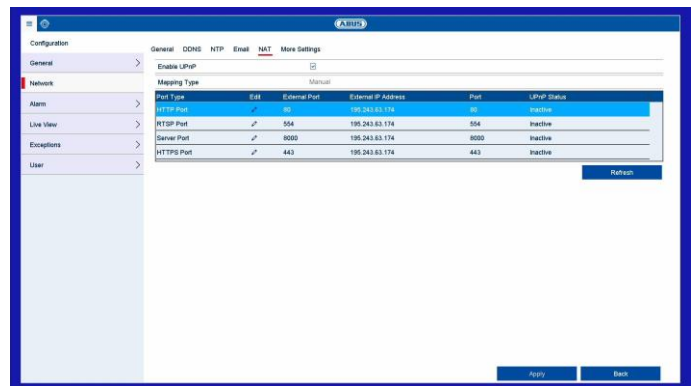 ABUS
Configuration
General DDNS NTP Email NAT More Settings
General
Enable UPnP
Network
Mapping Type Manual
Port Type Edit External Port External IP Address Port UPnP Status
Alarm
HTTP Port 80 195.243.63.174 80 Inactive
Live View
RTSP Port 554 195.243.63.174 554 Inactive
Server Port 8000 195.243.63.174 8000 Inactive
Exceptions
HTTPS Port 443 195.243.63.174 443 Inactive
User
Refresh
Apply Back